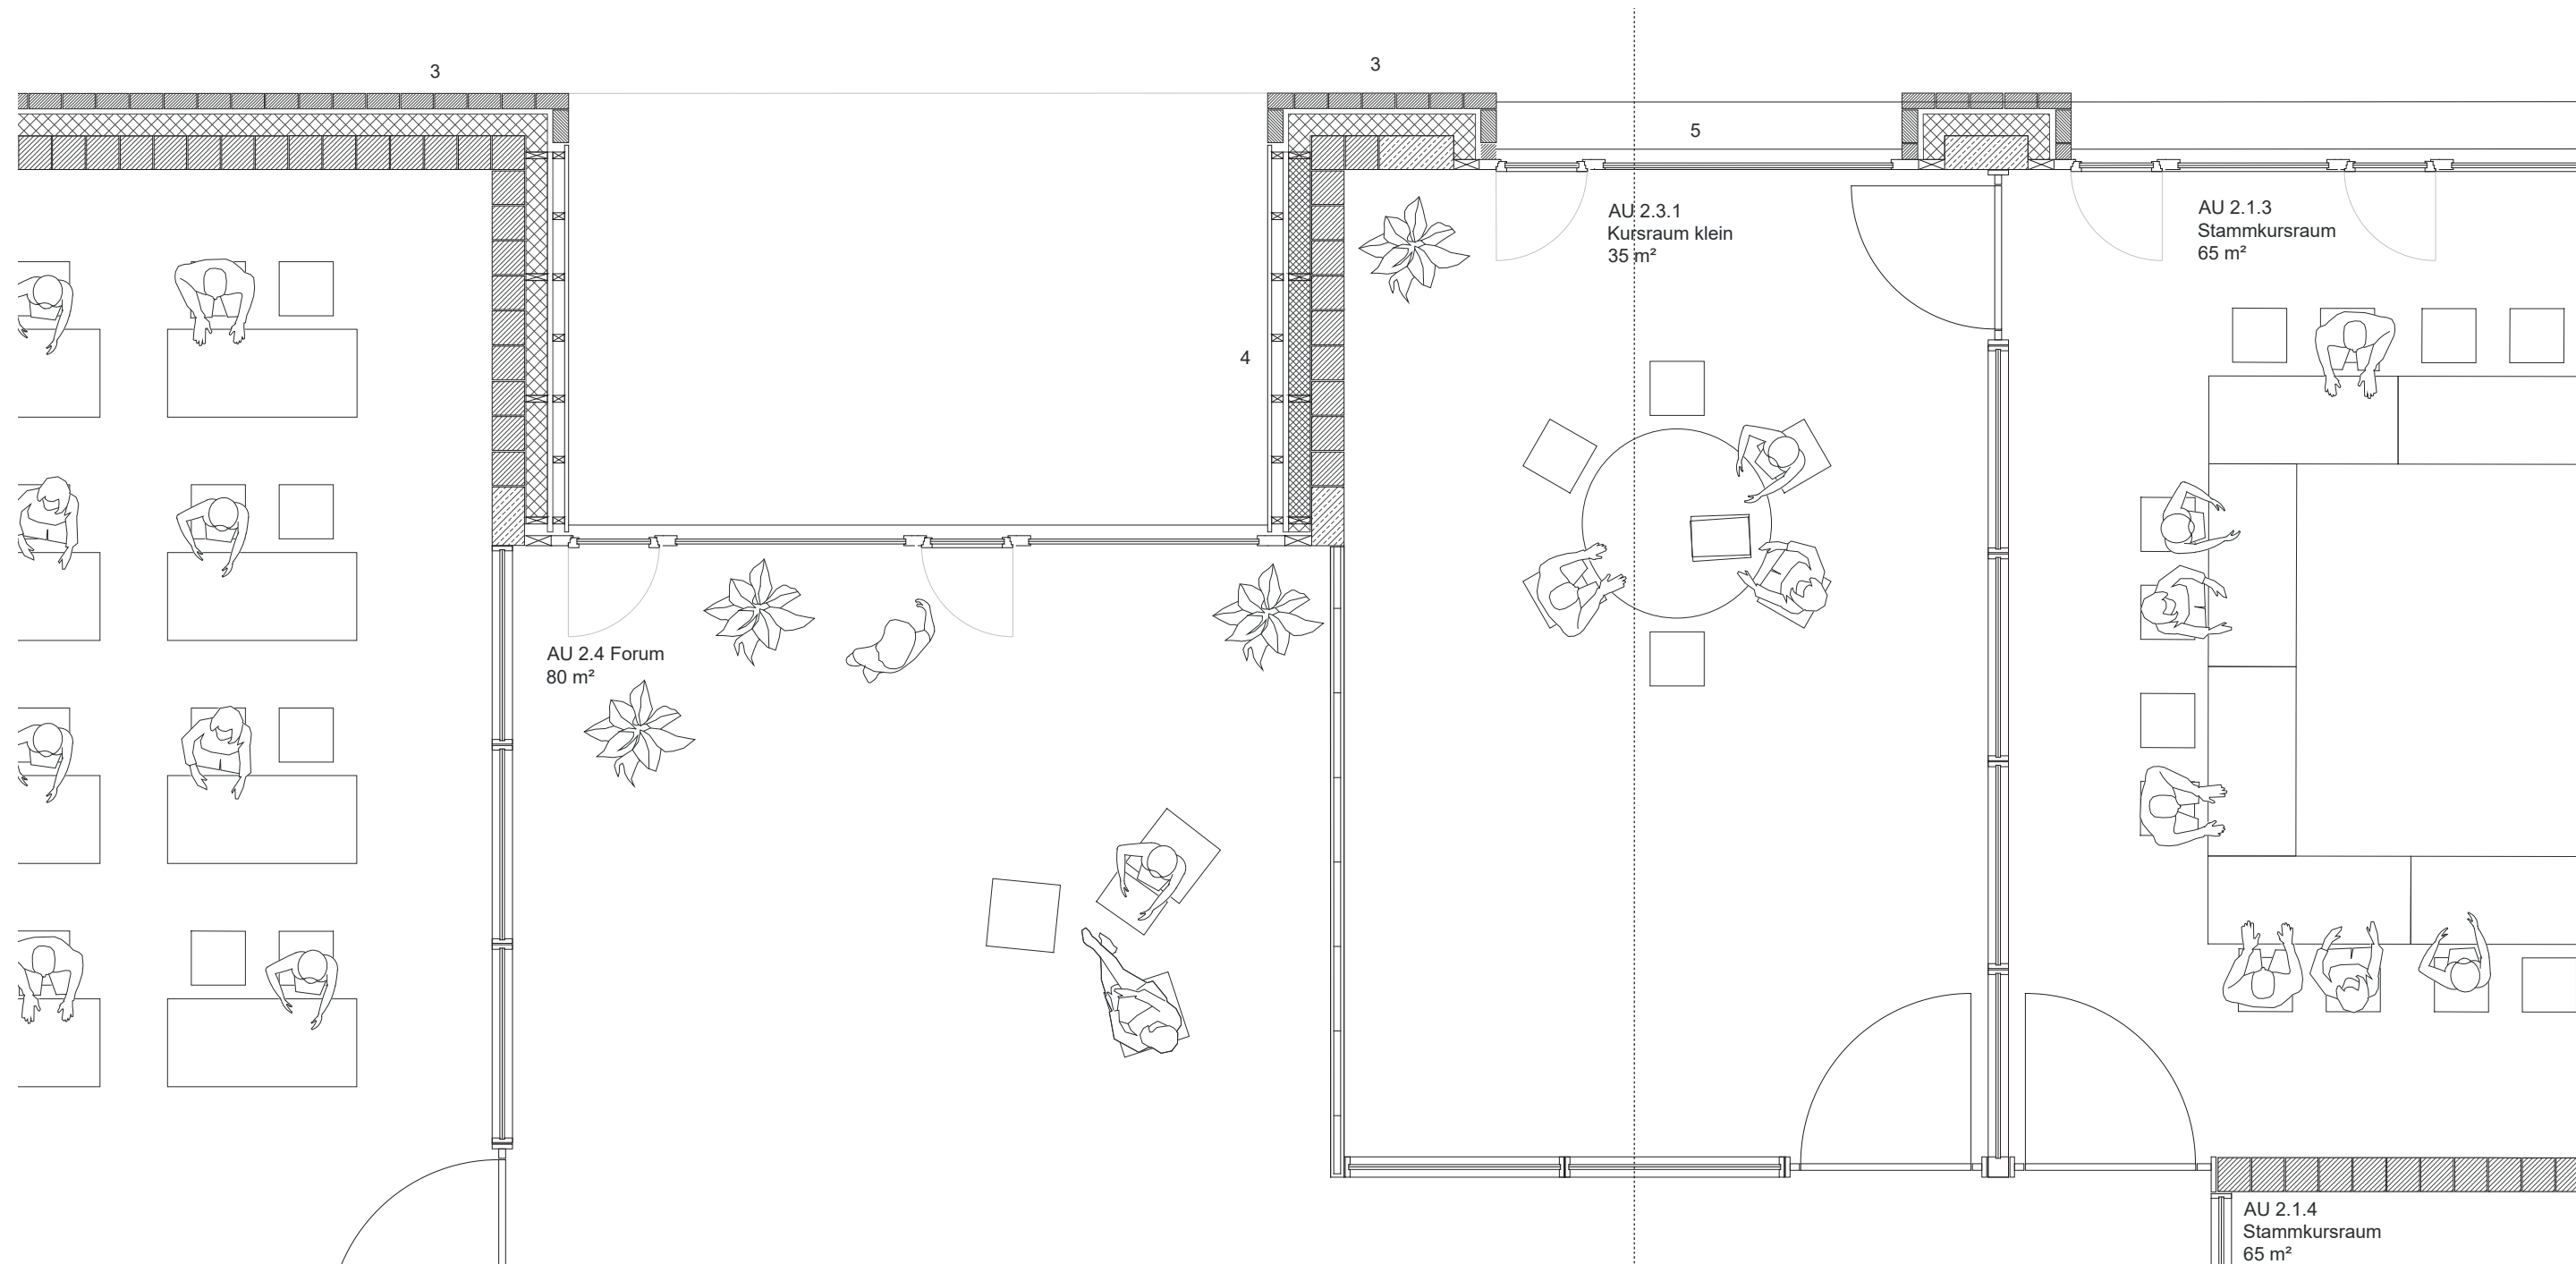 3
3
5
AU 2.3.1
Kursraum klein
35 m²
AU 2.1.3
Stammkursraum
65 m²
4
AU 2.4 Forum
80 m²
AU 2.1.4
Stammkursraum
65 m²